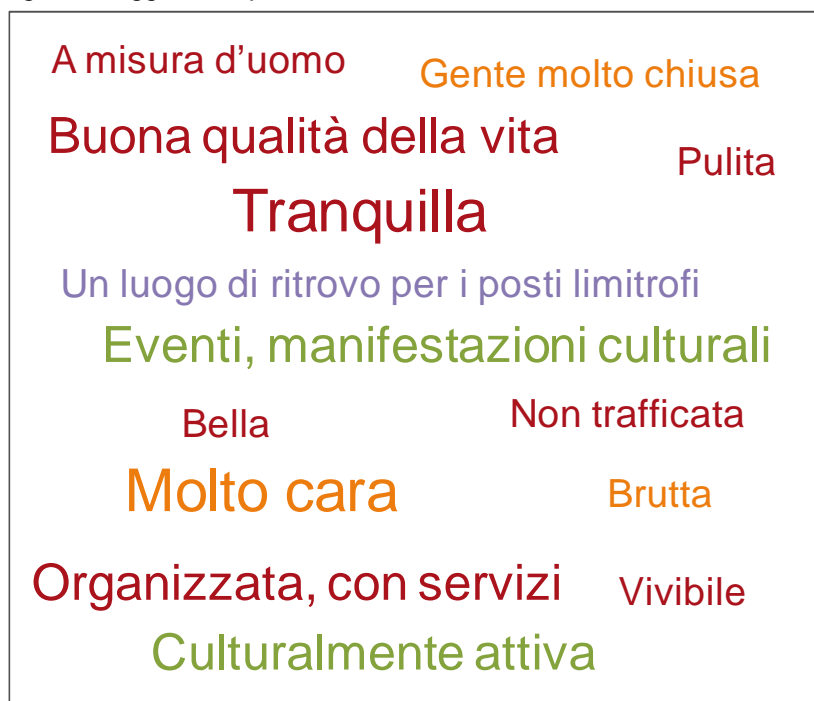 A misura d’uomo
Gente molto chiusa
Buona qualità della vita
Pulita
Tranquilla
Un luogo di ritrovo per i posti limitrofi
Eventi, manifestazioni culturali
Bella
Non trafficata
Molto cara
Brutta
Organizzata, con servizi
Vivibile
Culturalmente attiva